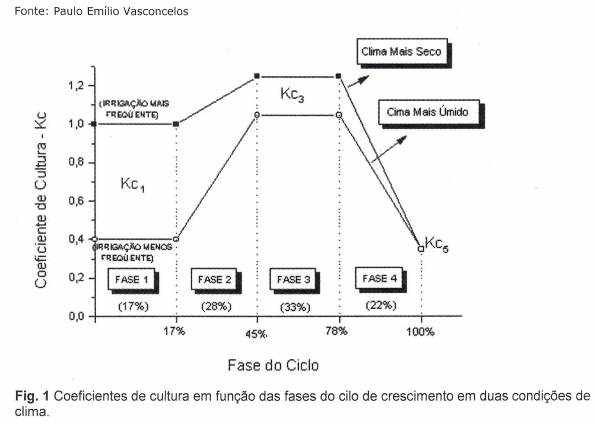 Fonte: Paulo Emílio Vasconcelos
Clima Mais Seco
Cima Mais Úmido
Coeficiente de Cultura - Kc
1,2
1,0
0,8
0,6
0,4
0,2
0,0
(IRRIGAÇÃO MAIS
FREQÜENTE)
Kc3
Kc1
Kc5
(IRRIGAÇÃO MENOS
FREQÜENTE)
FASE 1
FASE 2
FASE 3
FASE 4
(17%)
(28%)
(33%)
(22%)
17%
45%
78%
100%
Fase do Ciclo
Fig. 1 Coeficientes de cultura em função das fases do cilo de crescimento em duas condições de
clima.